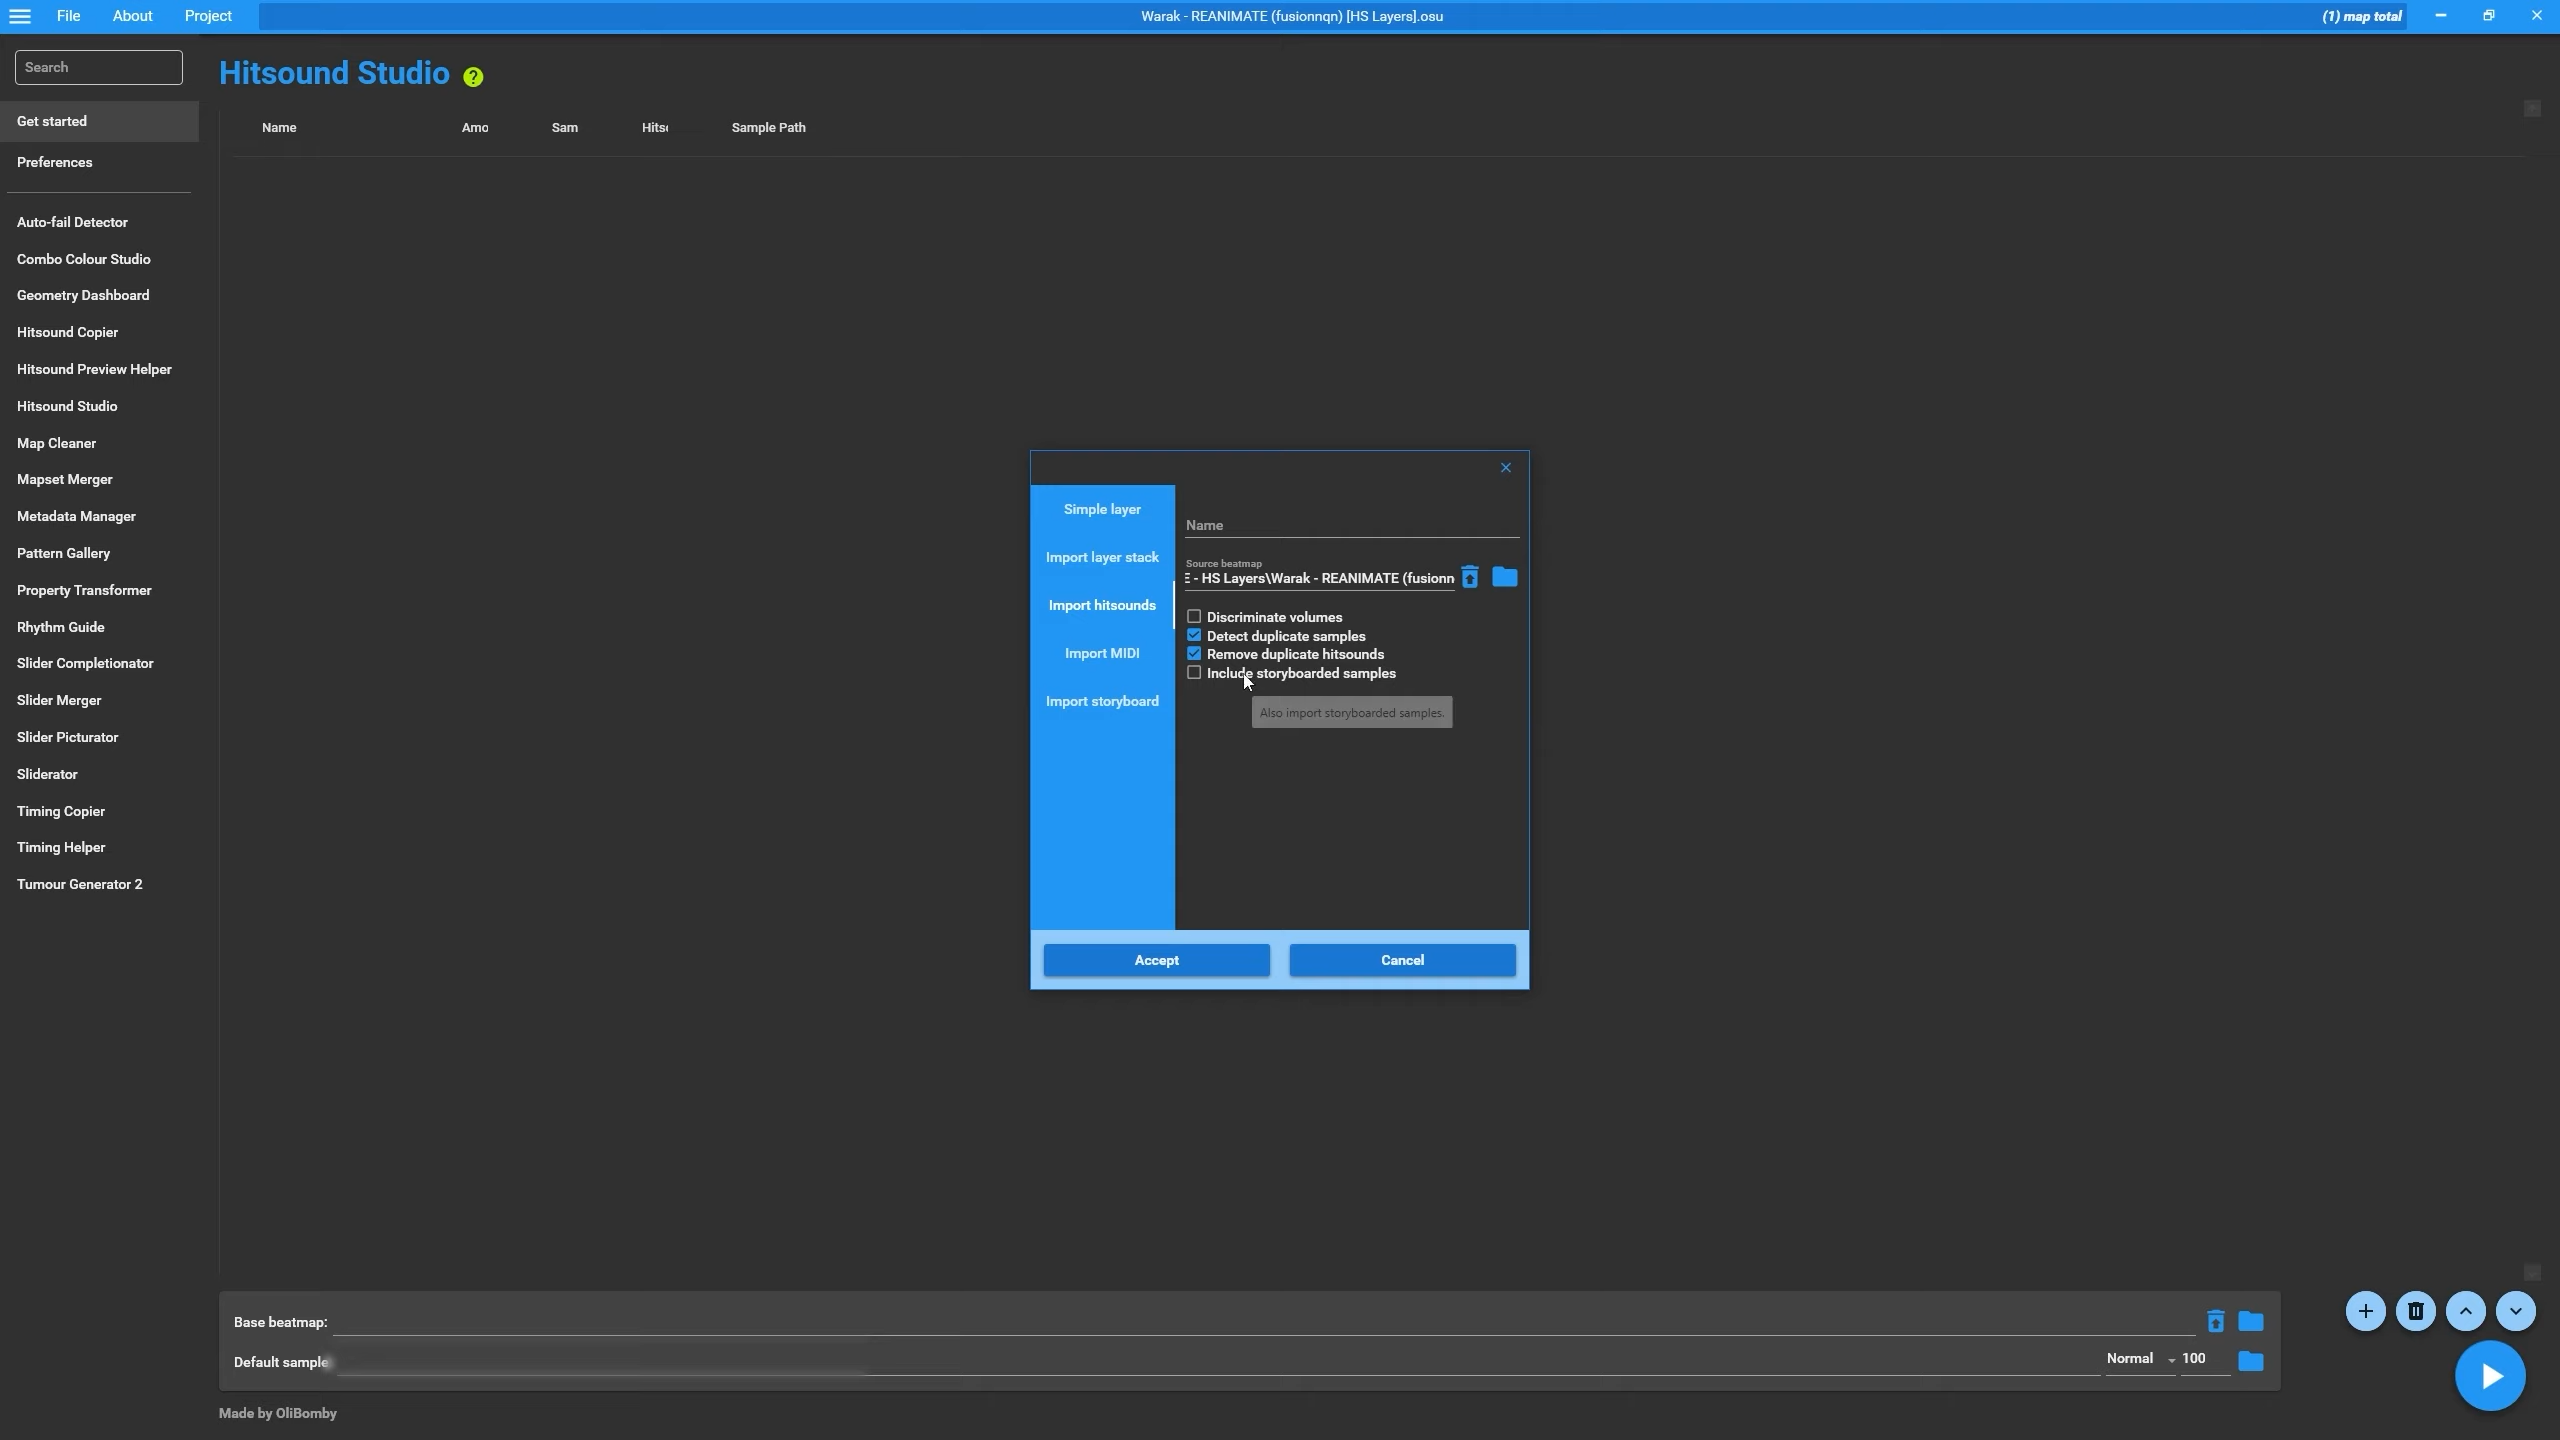 File About Project Warak - REANIMATE (fusionnqn) [HS Layers].osu (1) map total
Search
Hitsound Studio ?
Get started
Preferences
Auto-fail Detector
Combo Colour Studio
Geometry Dashboard
Hitsound Copier
Hitsound Preview Helper
Hitsound Studio
Map Cleaner
Mapset Merger
Metadata Manager
Pattern Gallery
Property Transformer
Rhythm Guide
Slider Completionator
Slider Merger
Slider Picturator
Sliderator
Timing Copier
Timing Helper
Tumour Generator 2
Name Amo Sam Hits Sample Path
Simple layer
Import layer stack
Import hitsounds
Import MIDI
Import storyboard
Name
Source beatmap
E - HS Layers\Warak - REANIMATE (fusionn
Discriminate volumes
Detect duplicate samples
Remove duplicate hitsounds
Include storyboarded samples
Also import storyboarded samples.
Accept Cancel
Base beatmap:
Default sample Normal 100
Made by OliBomby